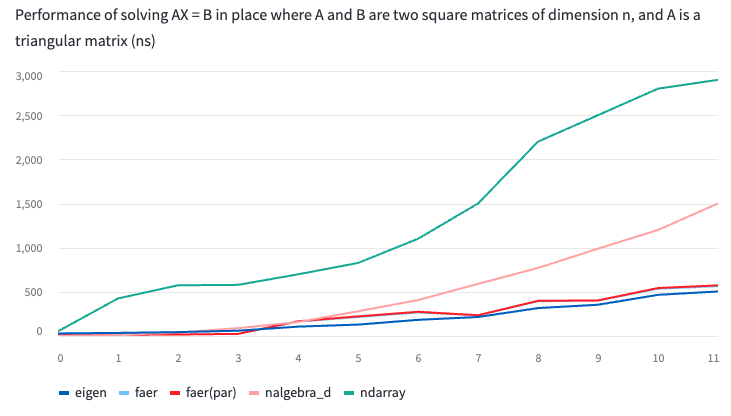 Performance of solving AX = B in place where A and B are two square matrices of dimension n, and A is a
triangular matrix (ns)
3,000
2,500
2,000
1,500
1,000
500
0
0 1 2 3 4 5 6 7 8 9 10 11
eigen faer faer(par) nalgebra_d ndarray